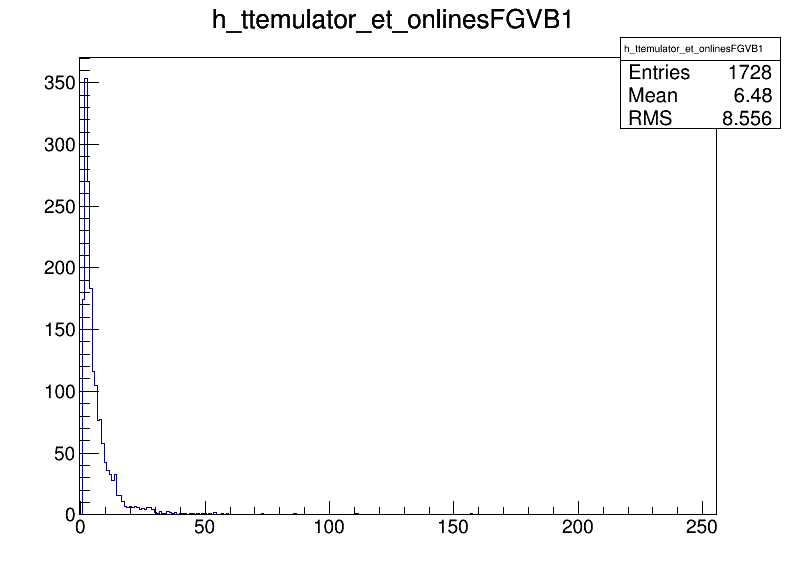 h_ttemulator_et_onlinesFGVB1
h_ttemulator_et_onlinesFGVB1
Entries 1728
Mean 6.48
RMS 8.556
350
300
250
200
150
100
50
0
0 50 100 150 200 250